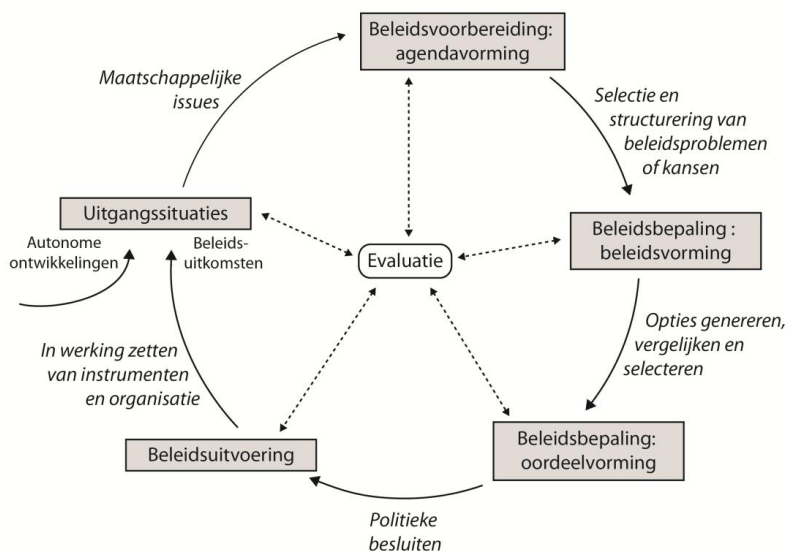 Beleidsvoorbereiding:
agendavorming
Maatschappelijke
issues
Selectie en
structurering van
beleidsproblemen
of kansen
Uitgangssituaties
Autonome
ontwikkelingen
Beleids-
uitkomsten
Evaluatie
Beleidsbepaling :
beleidsvorming
Opties genereren,
vergelijken en
selecteren
In werking zetten
van instrumenten
en organisatie
Beleidsuitvoering
Beleidsbepaling:
oordeelvorming
Politieke
besluiten